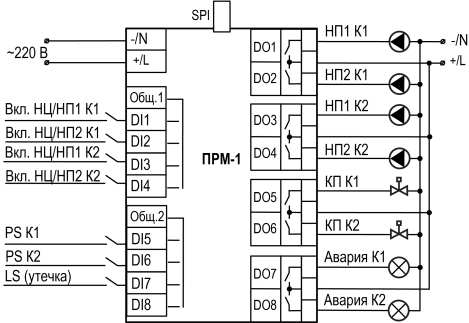 SPI
~220 В
-/N
+/L
Общ.1
Вкл. НЦ/НП1 К1
DI1
Вкл. НЦ/НП2 К1
DI2
Вкл. НЦ/НП1 К2
DI3
Вкл. НЦ/НП2 К2
DI4
Общ.2
PS К1
DI5
PS К2
DI6
LS (утечка)
DI7
DI8
ПРМ-1
DO1
НП1 К1
DO2
НП2 К1
DO3
НП1 К2
DO4
НП2 К2
DO5
КП К1
DO6
КП К2
DO7
Авария К1
DO8
Авария К2
-/N
+/L